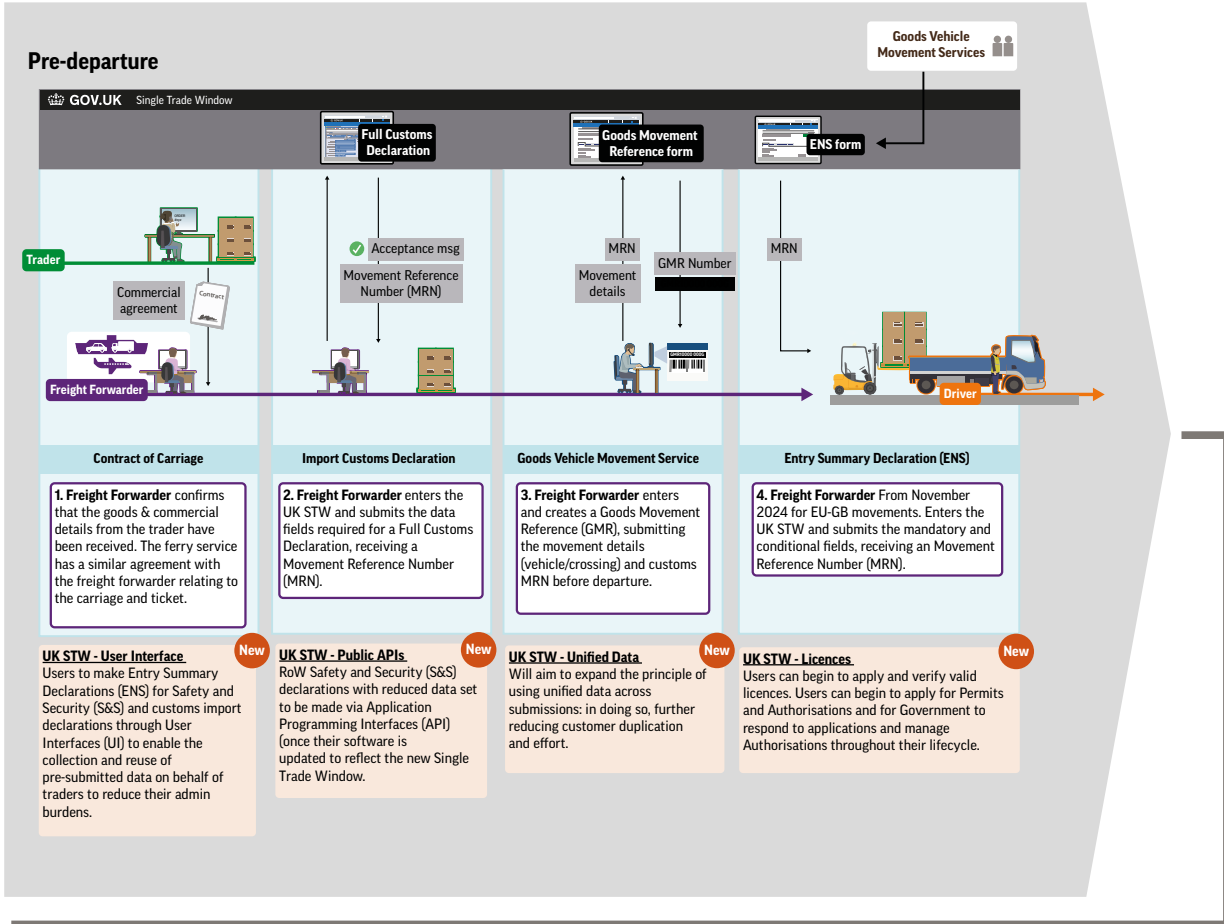 Goods Vehicle
Movement Services
Pre-departure
GOV.UK Single Trade Window
Full Customs
Declaration
Goods Movement
Reference form
ENS form
Trader
Commercial
agreement
Contract
Freight Forwarder
Acceptance msg
Movement Reference
Number (MRN)
MRN
Movement
details
GMR Number
MRN
Driver
Contract of Carriage
1. Freight Forwarder confirms
that the goods & commercial
details from the trader have
been received. The ferry service
has a similar agreement with
the freight forwarder relating to
the carriage and ticket.
Import Customs Declaration
2. Freight Forwarder enters the
UK STW and submits the data
fields required for a Full Customs
Declaration, receiving a
Movement Reference Number
(MRN).
Goods Vehicle Movement Service
3. Freight Forwarder enters
and creates a Goods Movement
Reference (GMR), submitting
the movement details
(vehicle/crossing) and customs
MRN before departure.
Entry Summary Declaration (ENS)
4. Freight Forwarder From November
2024 for EU-GB movements. Enters the
UK STW and submits the mandatory and
conditional fields, receiving an Movement
Reference Number (MRN).
New
UK STW - User Interface
Users to make Entry Summary
Declarations (ENS) for Safety and
Security (S&S) and customs import
declarations through User
Interfaces (UI) to enable the
collection and reuse of
pre-submitted data on behalf of
traders to reduce their admin
burdens.
New
UK STW - Public APIs
RoW Safety and Security (S&S)
declarations with reduced data set
to be made via Application
Programming Interfaces (API)
(once their software is
updated to reflect the new Single
Trade Window.
New
UK STW - Unified Data
Will aim to expand the principle of
using unified data across
submissions: in doing so, further
reducing customer duplication
and effort.
New
UK STW - Licences
Users can begin to apply and verify valid
licences. Users can begin to apply for Permits
and Authorisations and for Government to
respond to applications and manage
Authorisations throughout their lifecycle.